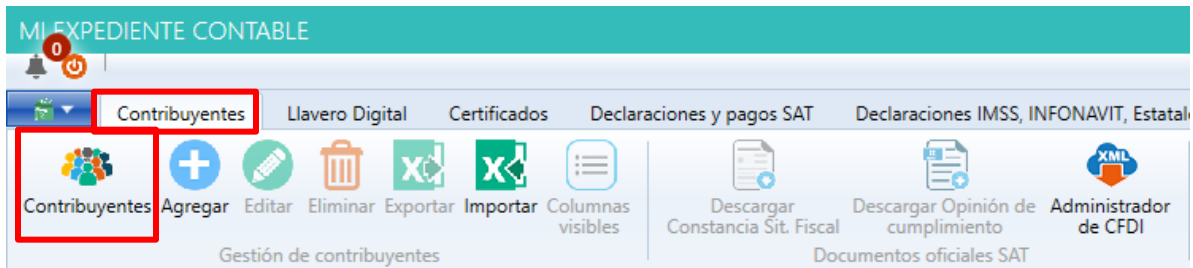 MI EXPEDIENTE CONTABLE
0
Contribuyentes Llavero Digital Certificados Declaraciones y pagos SAT Declaraciones IMSS, INFONAVIT,
Contribuyentes Agregar Editar Eliminar Exportar Importar Columnas visibles Descargar Constancia Sit. Fiscal Descargar Opinión de cumplimiento XML Administrador de CFDI
Gestión de contribuyentes Documentos oficiales SAT